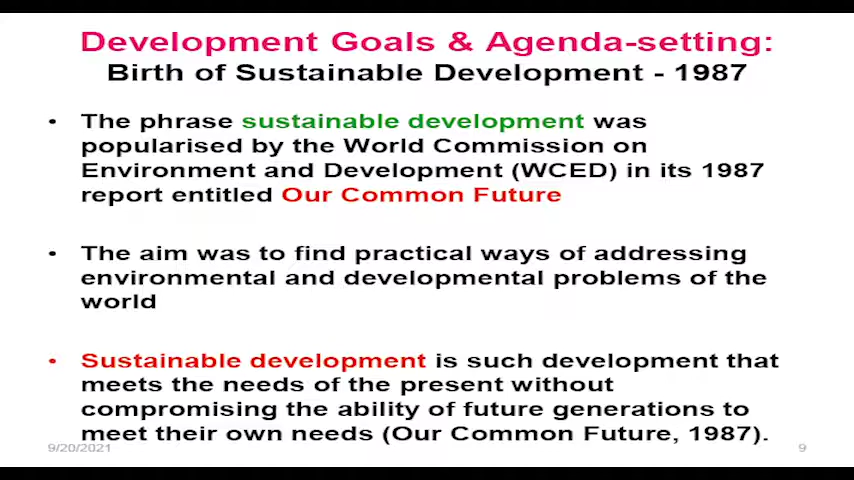 Development Goals & Agenda-setting:
Birth of Sustainable Development - 1987
• The phrase sustainable development was
popularised by the World Commission on
Environment and Development (WCED) in its 1987
report entitled Our Common Future
• The aim was to find practical ways of addressing
environmental and developmental problems of the
world
• Sustainable development is such development that
meets the needs of the present without
compromising the ability of future generations to
meet their own needs (Our Common Future, 1987).
9/20/2021 9